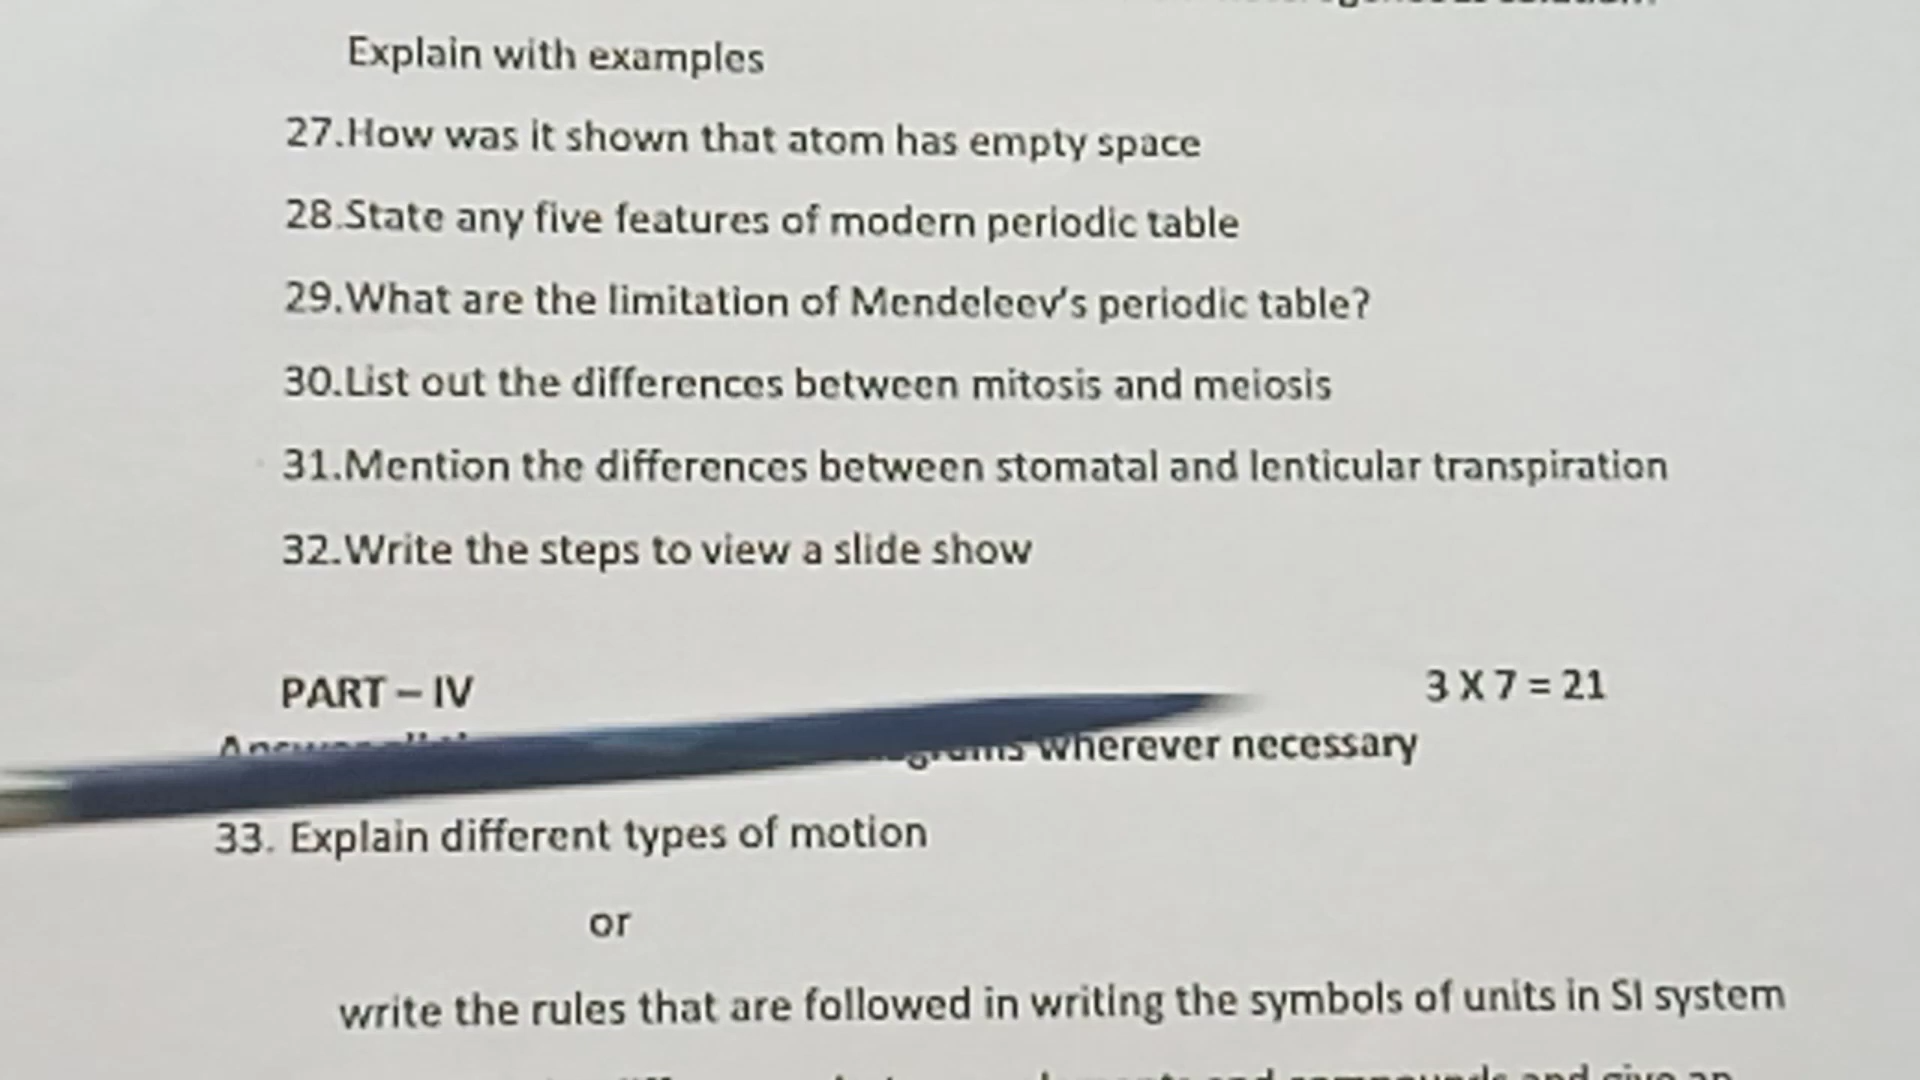 Explain with examples
27.How was it shown that atom has empty space
28.State any five features of modern periodic table
29.What are the limitation of Mendeleev's periodic table?
30.List out the differences between mitosis and meiosis
31.Mention the differences between stomatal and lenticular transpiration
32.Write the steps to view a slide show
PART – IV
3 X 7 = 21
wherever necessary
33. Explain different types of motion
or
write the rules that are followed in writing the symbols of units in SI system
and give an